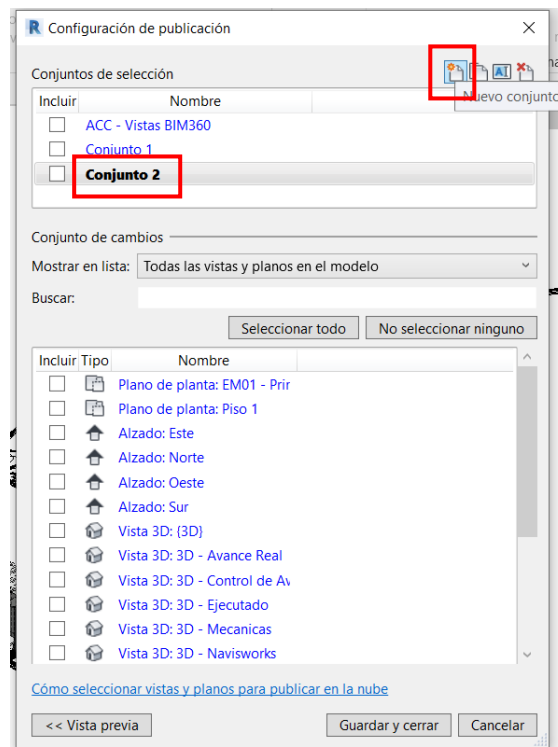 R Configuración de publicación
Conjuntos de selección
AI
Nuevo conjunto
Incluir Nombre
ACC - Vistas BIM360
Conjunto 1
Conjunto 2
Conjunto de cambios
Mostrar en lista: Todas las vistas y planos en el modelo
Buscar:
Seleccionar todo No seleccionar ninguno
Incluir Tipo Nombre
Plano de planta: EM01 - Prir
Plano de planta: Piso 1
Alzado: Este
Alzado: Norte
Alzado: Oeste
Alzado: Sur
Vista 3D: {3D}
Vista 3D: 3D - Avance Real
Vista 3D: 3D - Control de Av
Vista 3D: 3D - Ejecutado
Vista 3D: 3D - Mecanicas
Vista 3D: 3D - Navisworks
Cómo seleccionar vistas y planos para publicar en la nube
<< Vista previa Guardar y cerrar Cancelar